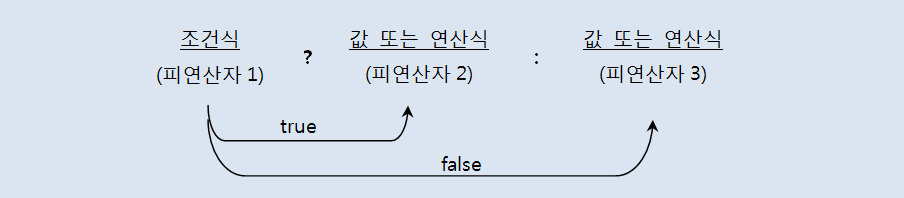 조건식 ? 값 또는 연산식 : 값 또는 연산식
(피연산자 1) (피연산자 2) (피연산자 3)
true
false